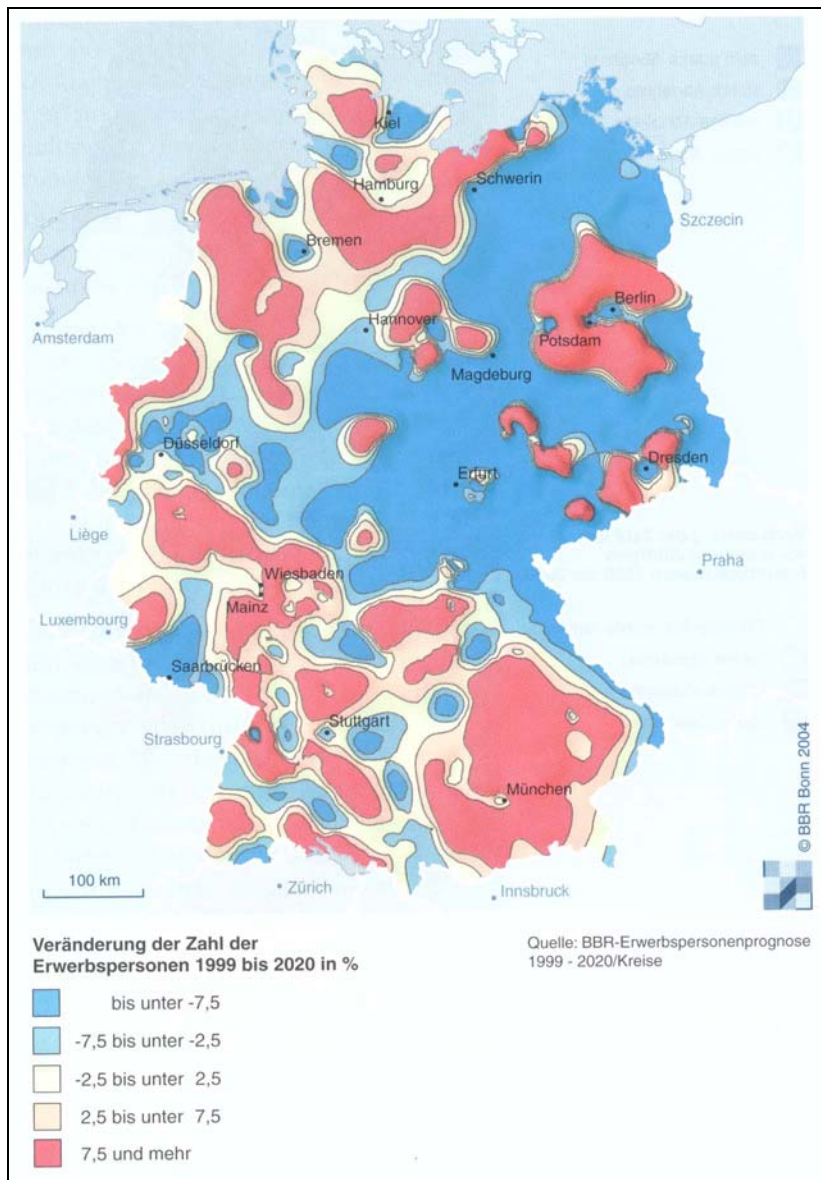 Kiel
Hamburg
Schwerin
Szczecin
Bremen
Berlin
Amsterdam
Hannover
Potsdam
Magdeburg
Düsseldorf
Dresden
Erfurt
Liège
Praha
Wiesbaden
Mainz
Luxembourg
Saarbrücken
Stuttgart
Strasbourg
München
© BBR Bonn 2004
100 km
Zürich
Innsbruck
Veränderung der Zahl der
Erwerbspersonen 1999 bis 2020 in %
Quelle: BBR-Erwerbspersonenprognose
1999 - 2020/Kreise
bis unter -7,5
-7,5 bis unter -2,5
-2,5 bis unter 2,5
2,5 bis unter 7,5
7,5 und mehr